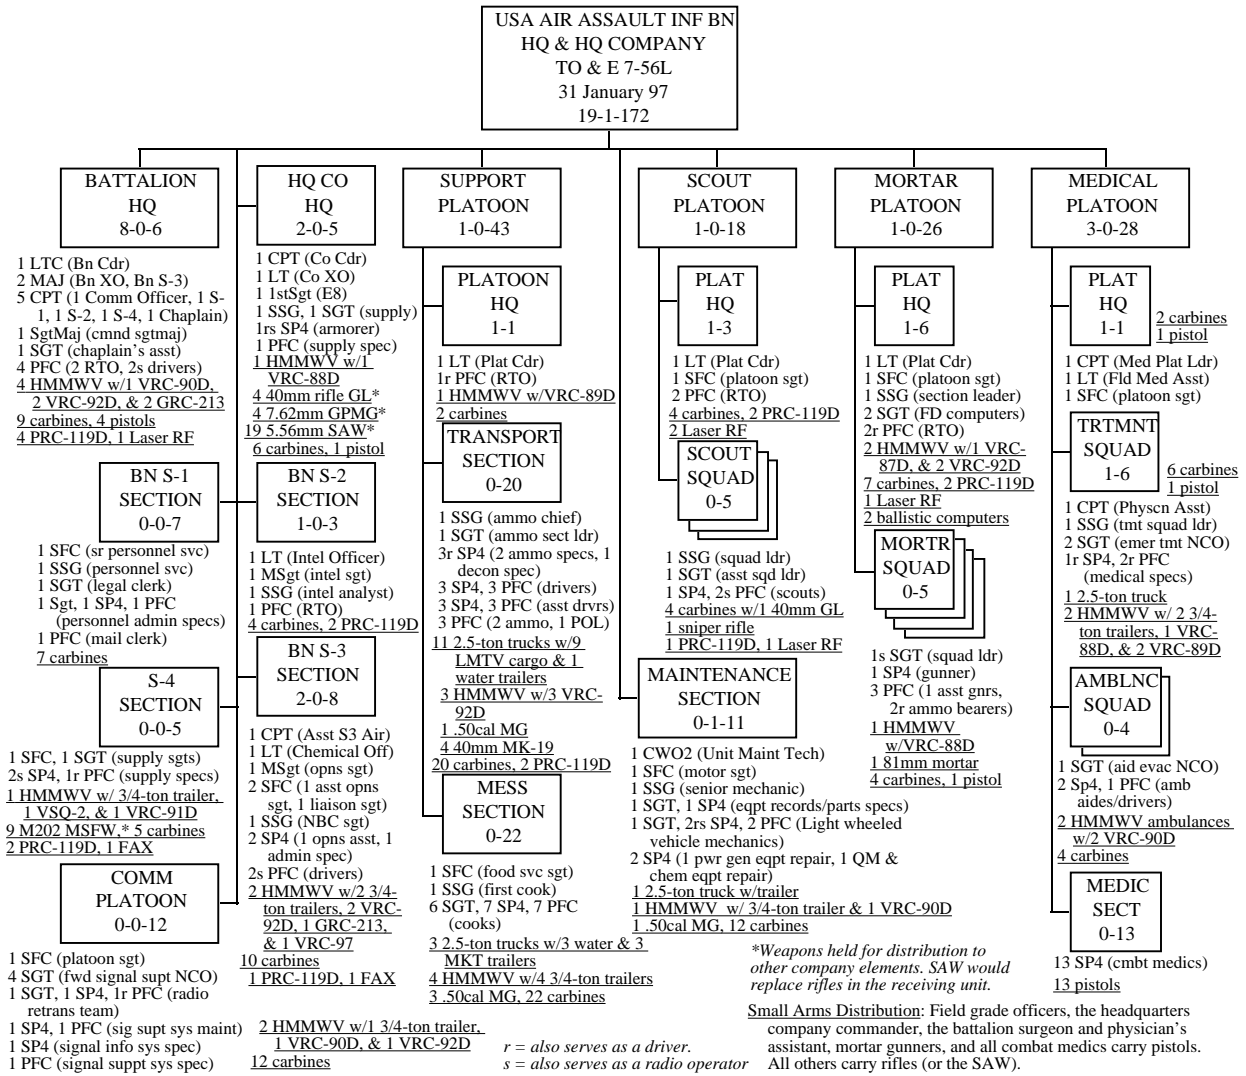 USA AIR ASSAULT INF BN
HQ & HQ COMPANY
TO & E 7-56L
31 January 97
19-1-172
BATTALION
HQ
8-0-6
1 LTC (Bn Cdr)
2 MAJ (Bn XO, Bn S-3)
5 CPT (1 Comm Officer, 1 S-
1, 1 S-2, 1 S-4, 1 Chaplain)
1 SgtMaj (cmnd sgtmaj)
1 SGT (chaplain's asst)
4 PFC (2 RTO, 2s drivers)
4 HMMWV w/1 VRC-90D,
2 VRC-92D, & 2 GRC-213
9 carbines, 4 pistols
4 PRC-119D, 1 Laser RF
BN S-1
SECTION
0-0-7
1 SFC (sr personnel svc)
1 SSG (personnel svc)
1 SGT (legal clerk)
1 Sgt, 1 SP4, 1 PFC
(personnel admin specs)
1 PFC (mail clerk)
7 carbines
S-4
SECTION
0-0-5
1 SFC, 1 SGT (supply sgts)
2s SP4, 1r PFC (supply specs)
1 HMMWV w/ 3/4-ton trailer,
1 VSQ-2, & 1 VRC-91D
9 M202 MSFW,* 5 carbines
2 PRC-119D, 1 FAX
COMM
PLATOON
0-0-12
1 SFC (platoon sgt)
4 SGT (fwd signal supt NCO)
1 SGT, 1 SP4, 1r PFC (radio
retrans team)
1 SP4, 1 PFC (sig supt sys maint)
1 SP4 (signal info sys spec)
1 PFC (signal suppt sys spec)
2 HMMWV w/1 3/4-ton trailer,
1 VRC-90D, & 1 VRC-92D
12 carbines
HQ CO
HQ
2-0-5
1 CPT (Co Cdr)
1 LT (Co XO)
1 1stSgt (E8)
1 SSG, 1 SGT (supply)
1rs SP4 (armorer)
1 PFC (supply spec)
1 HMMWV w/1
VRC-88D
4 40mm rifle GL*
4 7.62mm GPMG*
19 5.56mm SAW*
6 carbines, 1 pistol
BN S-2
SECTION
1-0-3
1 LT (Intel Officer)
1 MSgt (intel sgt)
1 SSG (intel analyst)
1 PFC (RTO)
4 carbines, 2 PRC-119D
BN S-3
SECTION
2-0-8
1 CPT (Asst S3 Air)
1 LT (Chemical Off)
1 MSgt (opns sgt)
2 SFC (1 asst opns
sgt, 1 liaison sgt)
1 SSG (NBC sgt)
2 SP4 (1 opns asst, 1
admin spec)
2s PFC (drivers)
2 HMMWV w/2 3/4-
ton trailers, 2 VRC-
92D, 1 GRC-213,
& 1 VRC-97
10 carbines
1 PRC-119D, 1 FAX
SUPPORT
PLATOON
1-0-43
PLATOON
HQ
1-1
1 LT (Plat Cdr)
1r PFC (RTO)
1 HMMWV w/VRC-89D
2 carbines
TRANSPORT
SECTION
0-20
1 SSG (ammo chief)
1 SGT (ammo sect ldr)
3r SP4 (2 ammo specs, 1
decon spec)
3 SP4, 3 PFC (drivers)
3 SP4, 3 PFC (asst drvrs)
3 PFC (2 ammo, 1 POL)
11 2.5-ton trucks w/9
LMTV cargo & 1
water trailers
3 HMMWV w/3 VRC-
92D
1 .50cal MG
4 40mm MK-19
20 carbines, 2 PRC-119D
MESS
SECTION
0-22
1 SFC (food svc sgt)
1 SSG (first cook)
6 SGT, 7 SP4, 7 PFC
(cooks)
3 2.5-ton trucks w/3 water & 3
MKT trailers
4 HMMWV w/4 3/4-ton trailers
3 .50cal MG, 22 carbines
SCOUT
PLATOON
1-0-18
PLAT
HQ
1-3
1 LT (Plat Cdr)
1 SFC (platoon sgt)
2 PFC (RTO)
4 carbines, 2 PRC-119D
2 Laser RF
SCOUT
SQUAD
0-5
1 SSG (squad ldr)
1 SGT (asst sqd ldr)
1 SP4, 2s PFC (scouts)
4 carbines w/1 40mm GL
1 sniper rifle
1 PRC-119D, 1 Laser RF
MAINTENANCE
SECTION
0-1-11
1 CWO2 (Unit Maint Tech)
1 SFC (motor sgt)
1 SSG (senior mechanic)
1 SGT, 1 SP4 (eqpt records/parts specs)
1 SGT, 2rs SP4, 2 PFC (Light wheeled
vehicle mechanics)
2 SP4 (1 pwr gen eqpt repair, 1 QM &
chem eqpt repair)
1 2.5-ton truck w/trailer
1 HMMWV w/ 3/4-ton trailer & 1 VRC-90D
1 .50cal MG, 12 carbines
MORTAR
PLATOON
1-0-26
PLAT
HQ
1-6
1 LT (Plat Cdr)
1 SFC (platoon sgt)
1 SSG (section leader)
2 SGT (FD computers)
2r PFC (RTO)
2 HMMWV w/1 VRC-
87D, & 2 VRC-92D
7 carbines, 2 PRC-119D
1 Laser RF
2 ballistic computers
MORTR
SQUAD
0-5
1s SGT (squad ldr)
1 SP4 (gunner)
3 PFC (1 asst gnrs,
2r ammo bearers)
1 HMMWV
w/VRC-88D
1 81mm mortar
4 carbines, 1 pistol
MEDICAL
PLATOON
3-0-28
PLAT
HQ
1-1
2 carbines
1 pistol
1 CPT (Med Plat Ldr)
1 LT (Fld Med Asst)
1 SFC (platoon sgt)
TRTMNT
SQUAD
1-6
6 carbines
1 pistol
1 CPT (Physcn Asst)
1 SSG (tmt squad ldr)
2 SGT (emer tmt NCO)
1r SP4, 2r PFC
(medical specs)
1 2.5-ton truck
2 HMMWV w/ 2 3/4-
ton trailers, 1 VRC-
88D, & 2 VRC-89D
AMBLNC
SQUAD
0-4
1 SGT (aid evac NCO)
2 Sp4, 1 PFC (amb
aides/drivers)
2 HMMWV ambulances
w/2 VRC-90D
4 carbines
MEDIC
SECT
0-13
13 SP4 (cmbt medics)
13 pistols
*Weapons held for distribution to
other company elements. SAW would
replace rifles in the receiving unit.
r = also serves as a driver.
s = also serves as a radio operator
Small Arms Distribution: Field grade officers, the headquarters
company commander, the battalion surgeon and physician's
assistant, mortar gunners, and all combat medics carry pistols.
All others carry rifles (or the SAW).